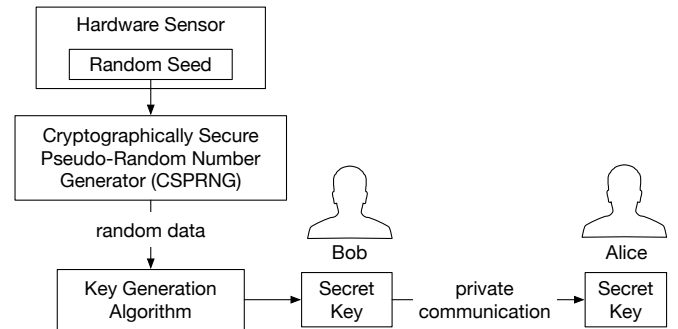 Hardware Sensor
Random Seed
Cryptographically Secure
Pseudo-Random Number
Generator (CSPRNG)
random data
Key Generation
Algorithm
Bob
Secret
Key
private
communication
Alice
Secret
Key